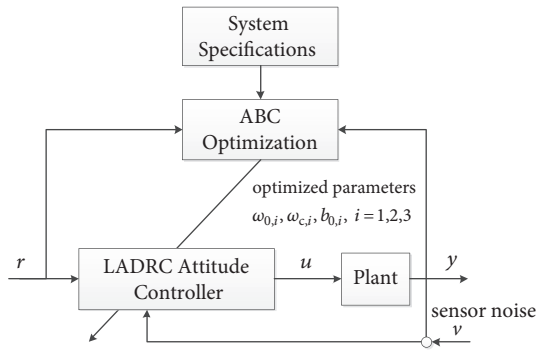 System
Specifications
ABC
Optimization
optimized parameters
ω0,i, ωc,i, b0,i, i = 1,2,3
r
LADRC Attitude
Controller
u
Plant
y
sensor noise
v